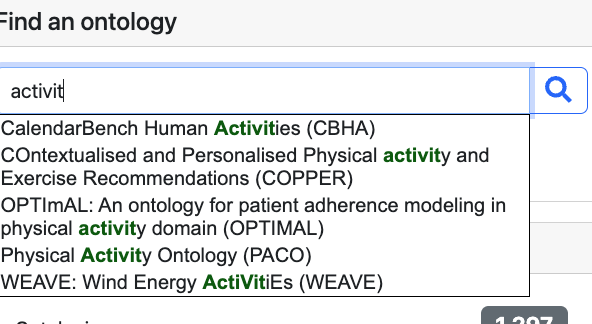 Find an ontology
activit
CalendarBench Human Activities (CBHA)
COntextualised and Personalised Physical activity and
Exercise Recommendations (COPPER)
OPTImAL: An ontology for patient adherence modeling in
physical activity domain (OPTIMAL)
Physical Activity Ontology (PACO)
WEAVE: Wind Energy ActiVitiEs (WEAVE)